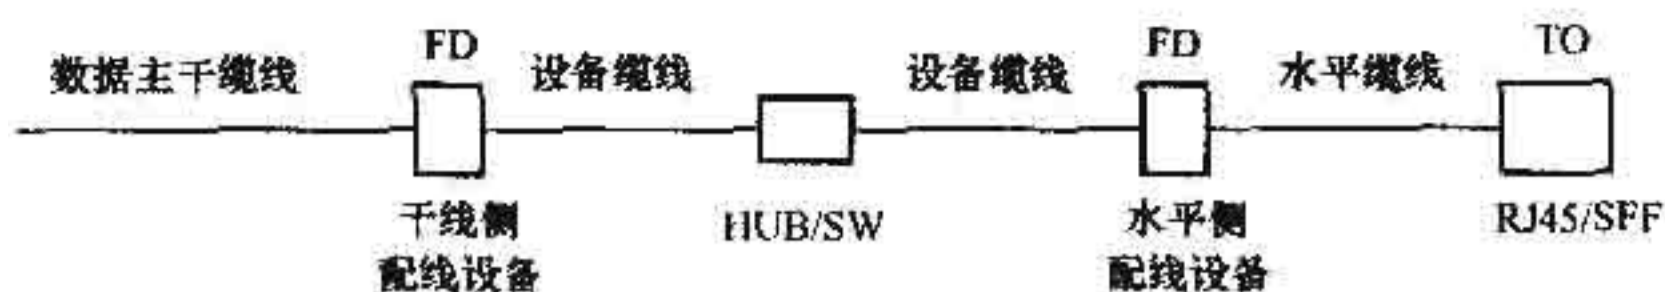 FD
FD
TO
数据主干缆线
设备缆线
设备缆线
水平缆线
干线侧
配线设备
HUB/SW
水平侧
配线设备
RJ45/SFF